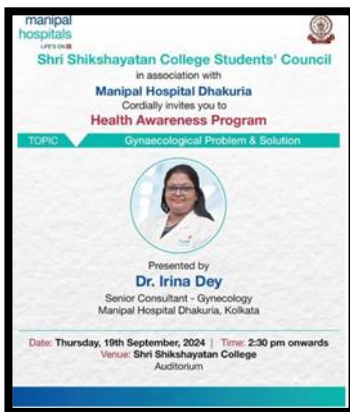 manipal
hospitals
LIFE'S ON
Shri Shikshayatan College Students' Council
in association with
Manipal Hospital Dhakuria
Cordially invites you to
Health Awareness Program
TOPIC Gynaecological Problem & Solution
Presented by
Dr. Irina Dey
Senior Consultant - Gynecology
Manipal Hospital Dhakuria, Kolkata
Date: Thursday, 19th September, 2024 | Time: 2:30 pm onwards
Venue: Shri Shikshayatan College
Auditorium